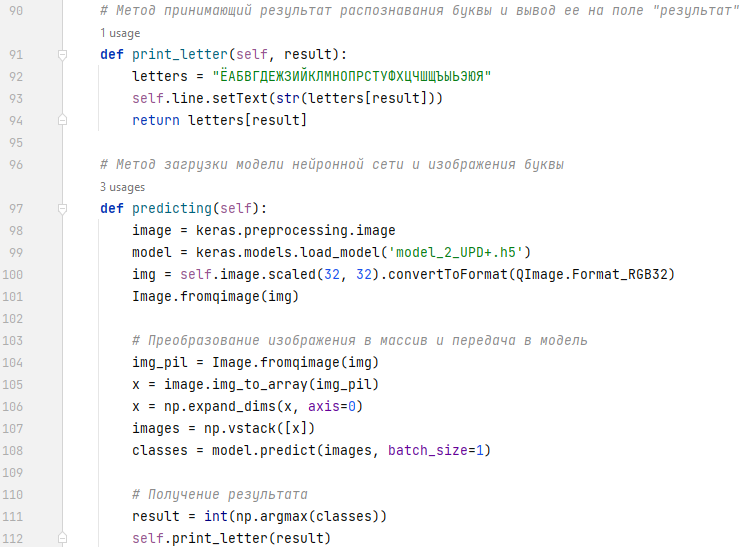 90 # Метод принимающий результат распознавания буквы и вывод ее на поле "результат"
1 usage
91 def print_letter(self, result):
92 letters = "ЁАБВГДЕЖЗИЙКЛМНОПРСТУФХЦЧШЩЪЫЬЭЮЯ"
93 self.line.setText(str(letters[result]))
94 return letters[result]
95
96 # Метод загрузки модели нейронной сети и изображения буквы
3 usages
97 def predicting(self):
98 image = keras.preprocessing.image
99 model = keras.models.load_model('model_2_UPD+.h5')
100 img = self.image.scaled(32, 32).convertToFormat(QImage.Format_RGB32)
101 Image.fromqimage(img)
102
103 # Преобразование изображения в массив и передача в модель
104 img_pil = Image.fromqimage(img)
105 x = image.img_to_array(img_pil)
106 x = np.expand_dims(x, axis=0)
107 images = np.vstack([x])
108 classes = model.predict(images, batch_size=1)
109
110 # Получение результата
111 result = int(np.argmax(classes))
112 self.print_letter(result)